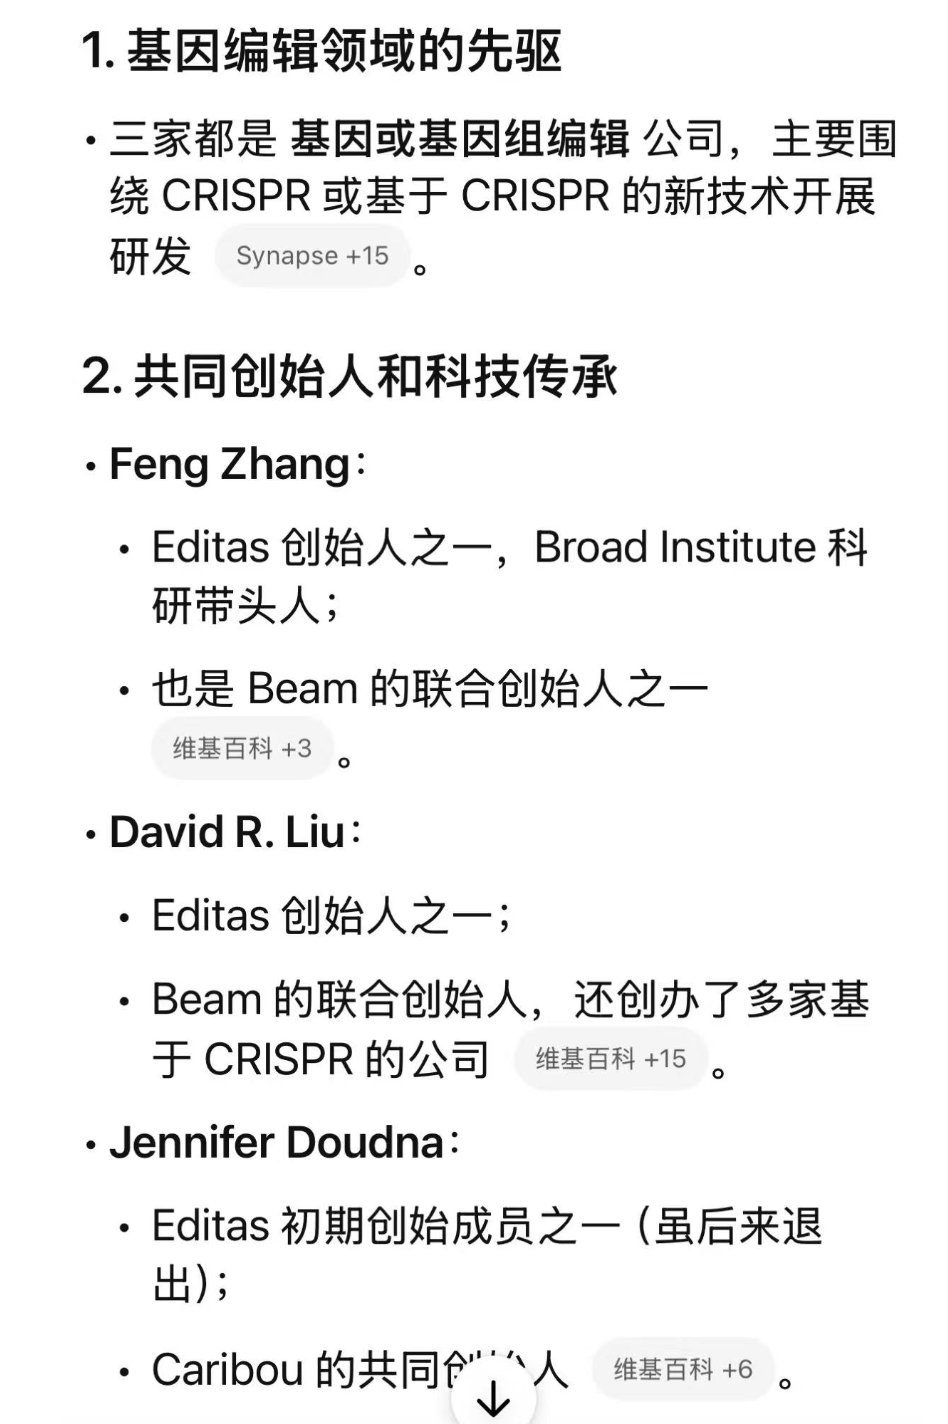 1. 基因编辑领域的先驱
• 三家都是 基因或基因组编辑 公司，主要围
绕 CRISPR 或基于 CRISPR 的新技术开展
研发 Synapse +15 。
2. 共同创始人和科技传承
• Feng Zhang：
• Editas 创始人之一，Broad Institute 科
研带头人；
• 也是 Beam 的联合创始人之一
维基百科 +3 。
• David R. Liu：
• Editas 创始人之一；
• Beam 的联合创始人，还创办了多家基
于 CRISPR 的公司 维基百科 +15 。
• Jennifer Doudna：
• Editas 初期创始成员之一（虽后来退
出）；
• Caribou 的共同创始人 维基百科 +6 。